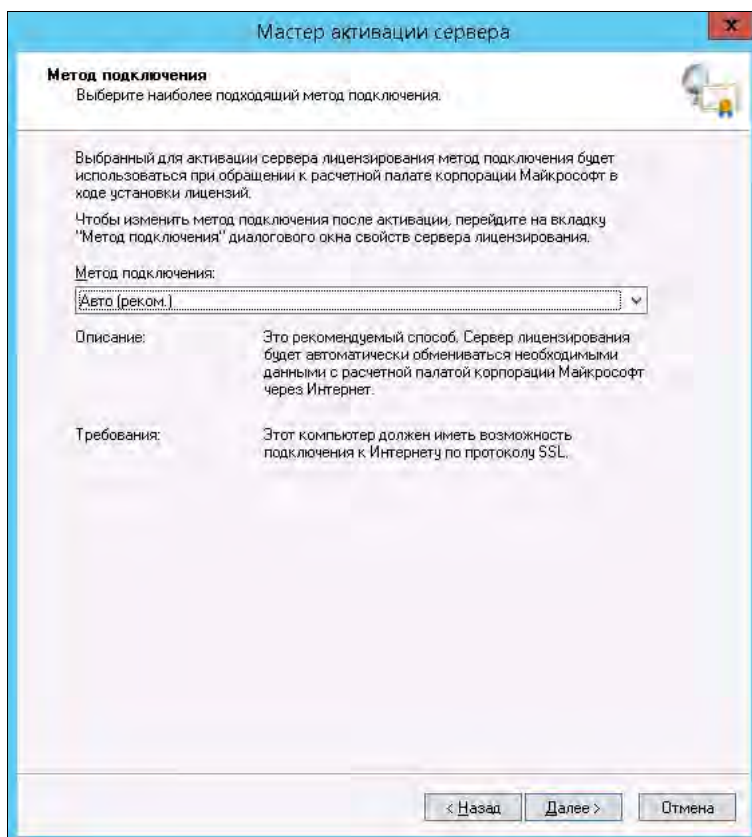 Мастер активации сервера
x
Метод подключения
Выберите наиболее подходящий метод подключения.
Выбранный для активации сервера лицензирования метод подключения будет
использоваться при обращении к расчетной палате корпорации Майкрософт в
ходе установки лицензий.
Чтобы изменить метод подключения после активации, перейдите на вкладку
"Метод подключения" диалогового окна свойств сервера лицензирования.
Метод подключения:
Авто (реком.)
Описание: Это рекомендуемый способ. Сервер лицензирования
будет автоматически обмениваться необходимыми
данными с расчетной палатой корпорации Майкрософт
через Интернет.
Требования: Этот компьютер должен иметь возможность
подключения к Интернету по протоколу SSL.
< Назад Далее > Отмена